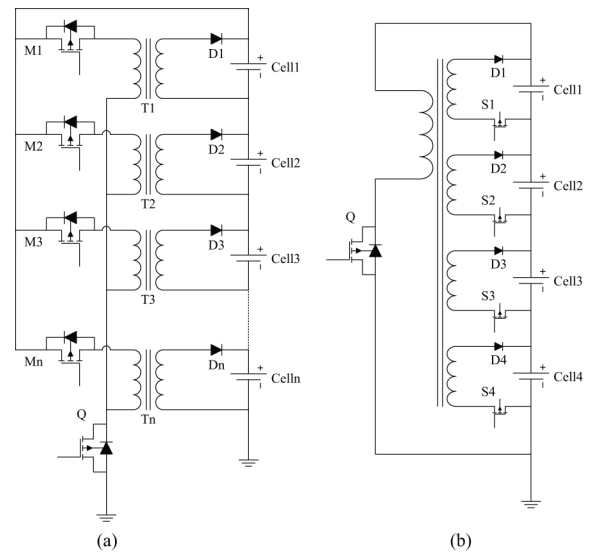 M1
D1
+
Cell1
T1
M2
D2
+
Cell2
T2
M3
D3
+
Cell3
T3
Mn
Dn
+
Celln
Tn
Q
(a)
D1
+
Cell1
S1
D2
+
Cell2
S2
Q
D3
+
Cell3
S3
D4
+
Cell4
S4
(b)